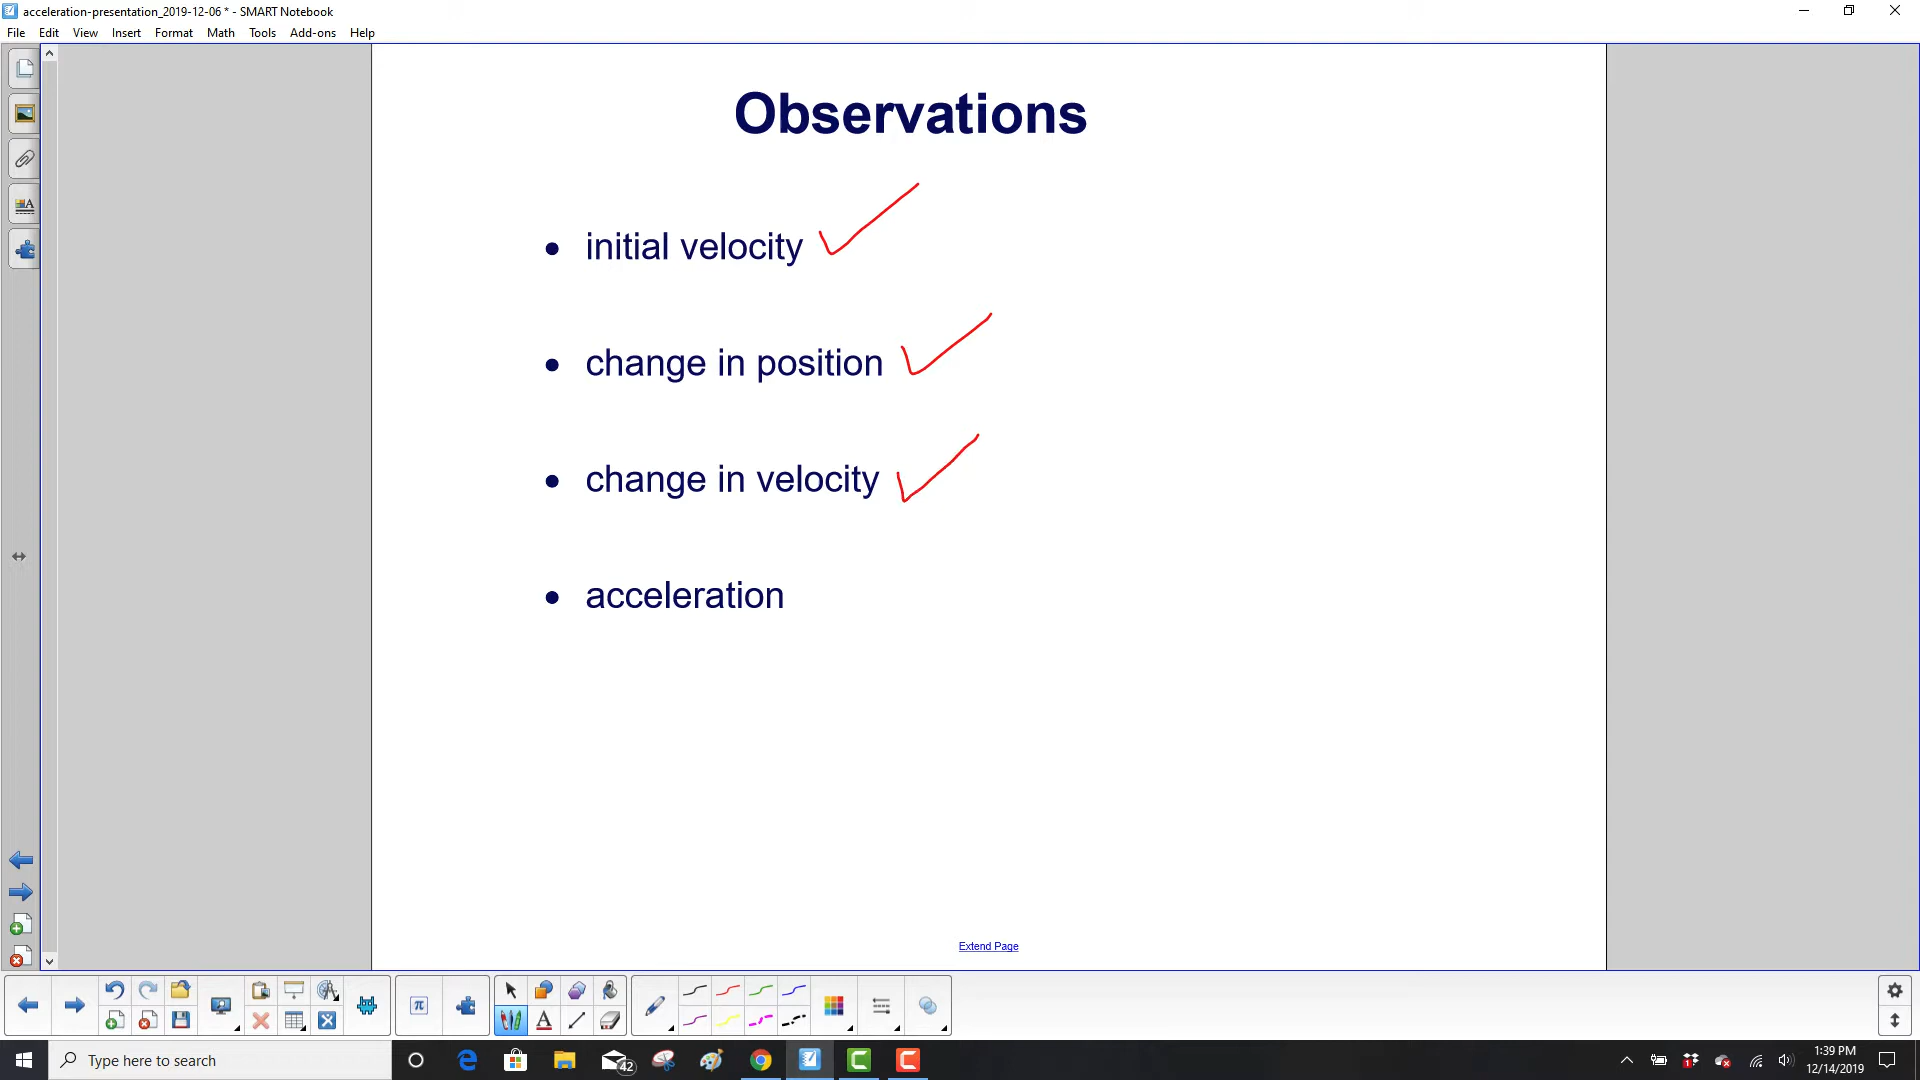 acceleration-presentation_2019-12-06 * - SMART Notebook
File Edit View Insert Format Math Tools Add-ons Help
Observations
• initial velocity
• change in position
• change in velocity
• acceleration
Extend Page
π
A
Type here to search
42
1
1:39 PM
12/14/2019